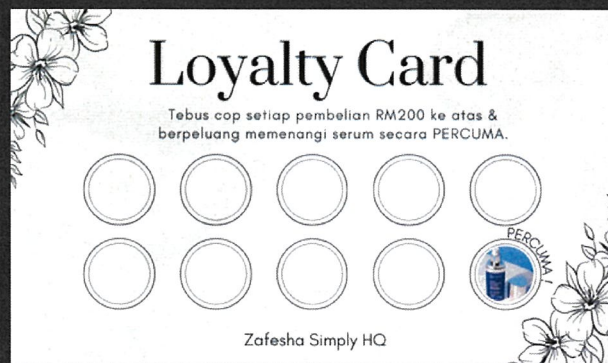 Loyalty Card
Tebus cop setiap pembelian RM200 ke atas &
berpeluang memenangi serum secara PERCUMA.
PERCUMA !
Zafesha Simply HQ